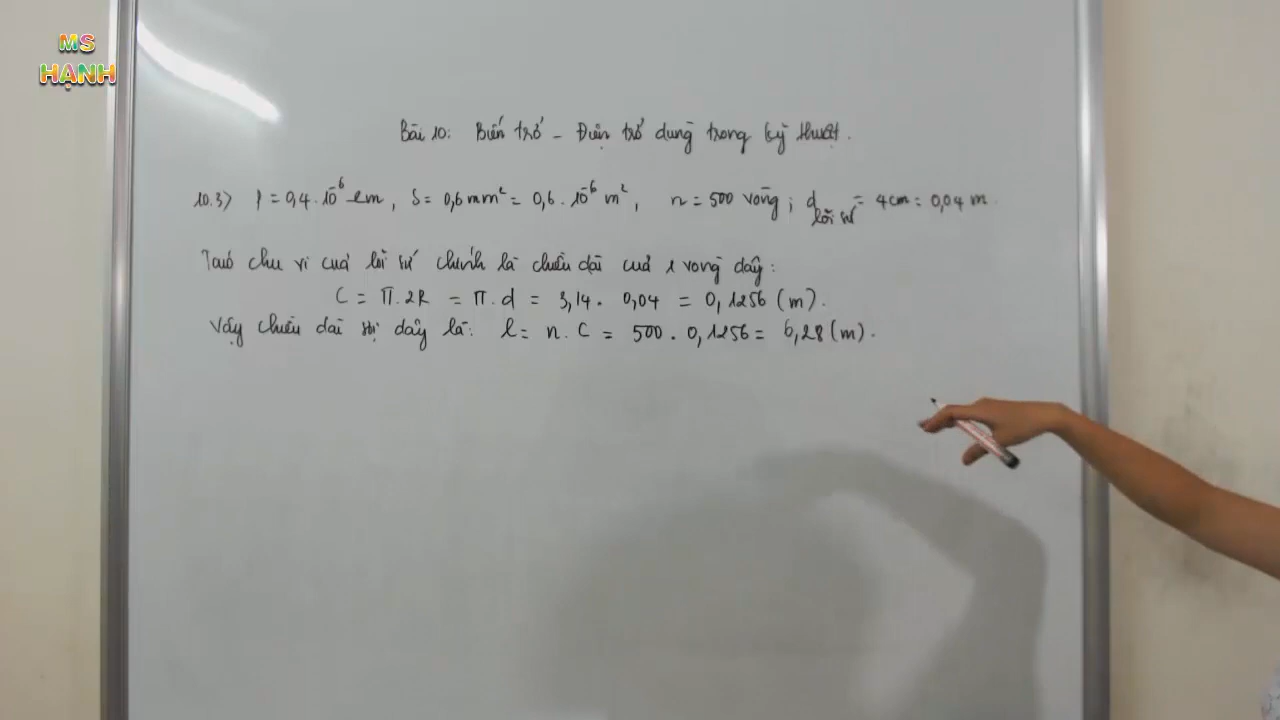 MS
HẠNH
Bài 10: Biến trở - Điện trở dùng trong kỹ thuật.
10.3> ρ = 0,4.10⁻⁶ Ωm, S = 0,6 mm² = 0,6.10⁻⁶ m², n = 500 vòng; d lõi sứ = 4cm = 0,04 m.
Ta có chu vi của lõi sứ chính là chiều dài của 1 vòng dây:
C = π.2R = π.d = 3,14. 0,04 = 0,1256 (m).
Vậy chiều dài sợi dây là: l = n.C = 500.0,1256 = 6,28(m).